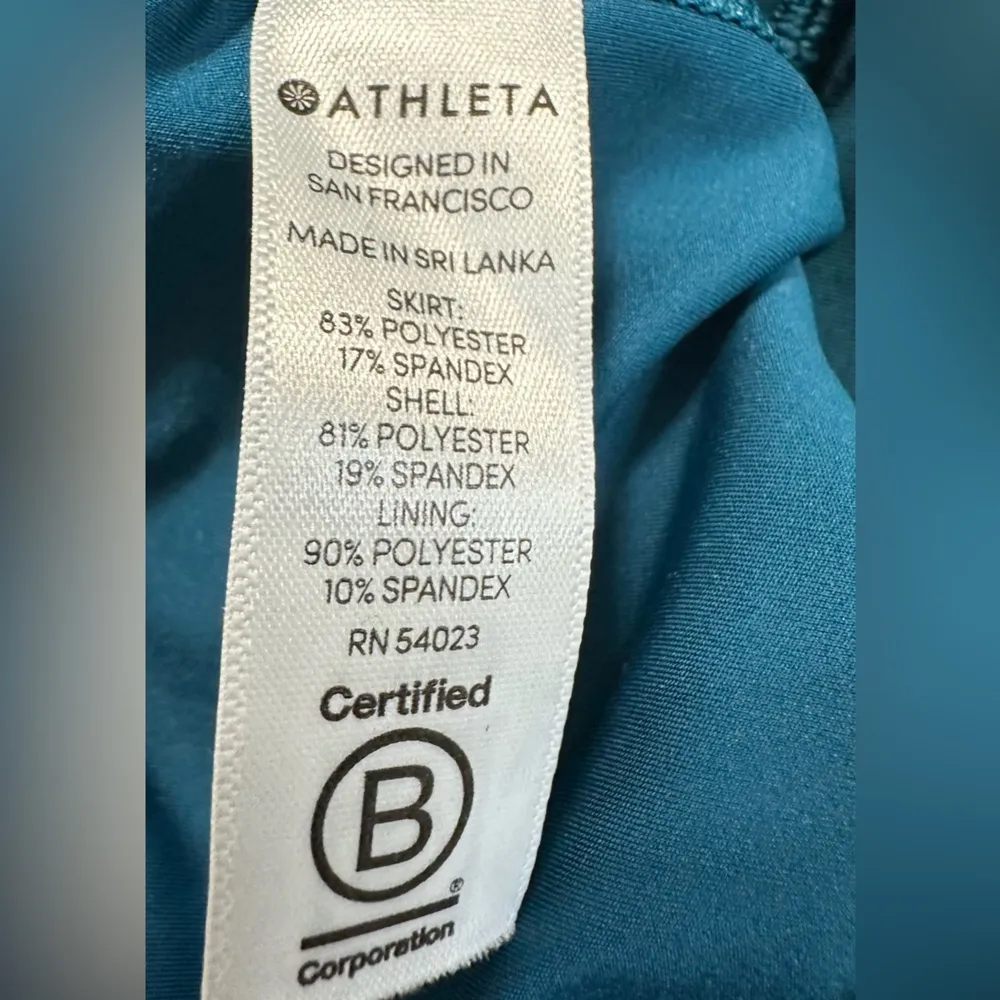 ATHLETA
DESIGNED IN
SAN FRANCISCO
MADE IN SRI LANKA
SKIRT:
83% POLYESTER
17% SPANDEX
SHELL:
81% POLYESTER
19% SPANDEX
LINING:
90% POLYESTER
10% SPANDEX
RN 54023
Certified
B
®
Corporation